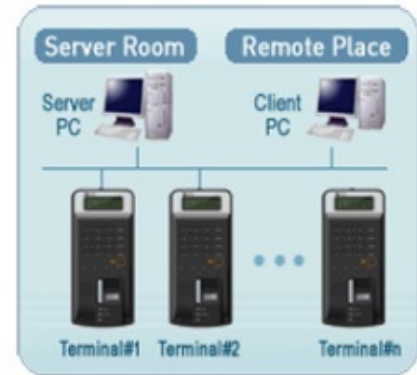 Server Room
Remote Place
Server
PC
Client
PC
Terminal#1
Terminal#2
Terminal#n